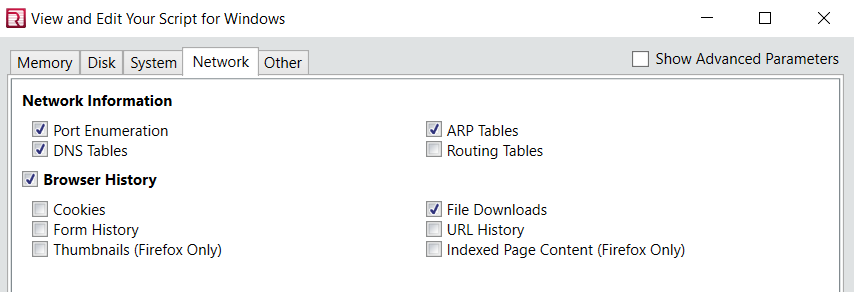 View and Edit Your Script for Windows
Memory Disk System Network Other Show Advanced Parameters
Network Information
Port Enumeration ARP Tables
DNS Tables Routing Tables
Browser History
Cookies File Downloads
Form History URL History
Thumbnails (Firefox Only) Indexed Page Content (Firefox Only)